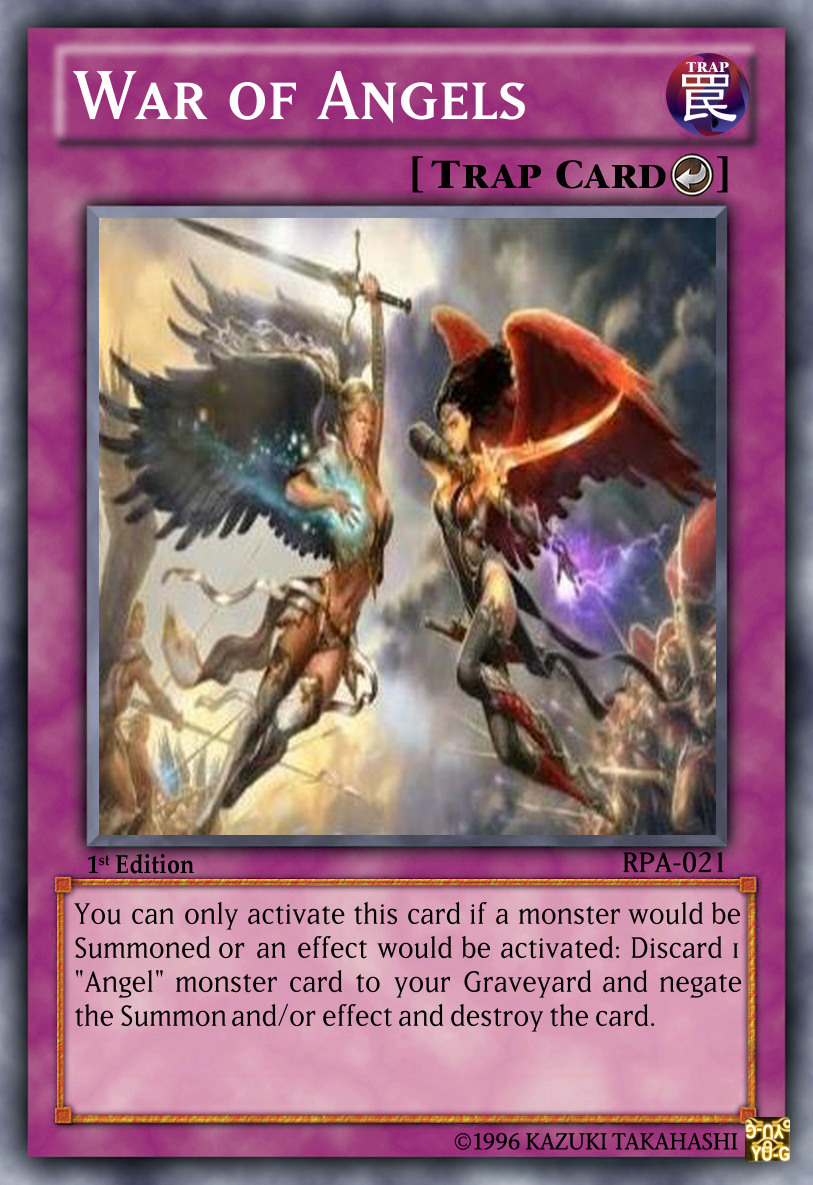 War of Angels
TRAP
罠
[ Trap Card ]
1st Edition
RPA-021
You can only activate this card if a monster would be
Summoned or an effect would be activated: Discard 1
"Angel" monster card to your Graveyard and negate
the Summon and/or effect and destroy the card.
©1996 KAZUKI TAKAHASHI
YU-G